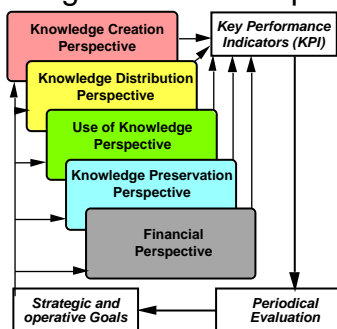 Knowledge Creation
Perspective
Key Performance
Indicators (KPI)
Knowledge Distribution
Perspective
Use of Knowledge
Perspective
Knowledge Preservation
Perspective
Financial
Perspective
Strategic and
operative Goals
Periodical
Evaluation